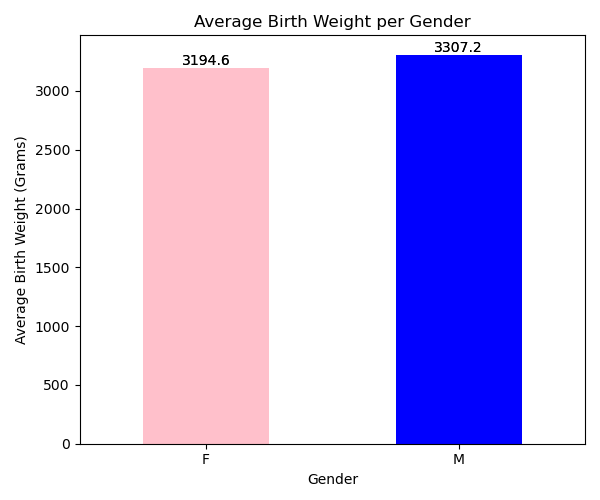 Average Birth Weight per Gender
3307.2
3194.6
3000
2500
2000
1500
1000
500
0
Average Birth Weight (Grams)
F
M
Gender